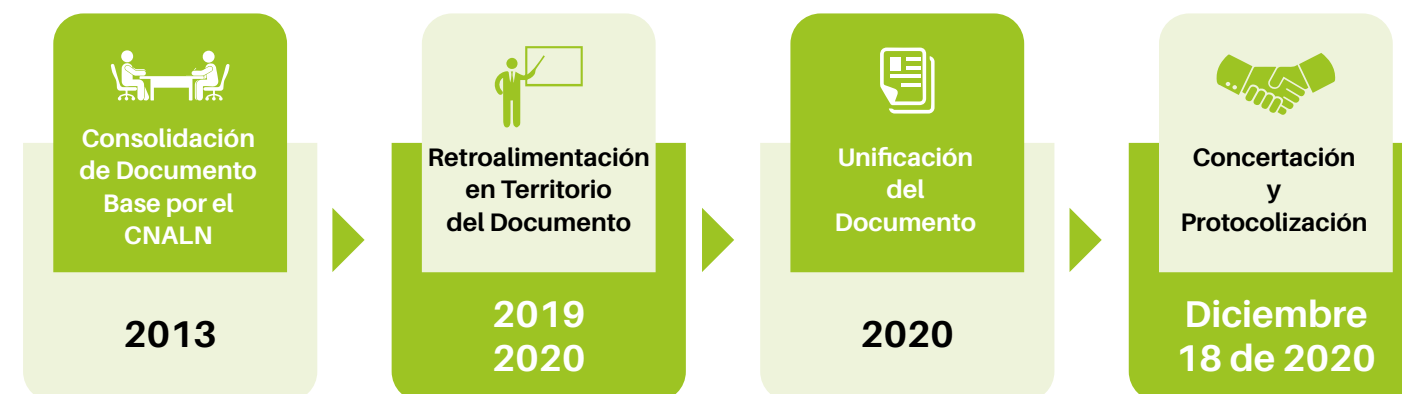 Consolidación
de Documento
Base por el
CNALN
2013
Retroalimentación
en Territorio
del Documento
2019
2020
Unificación
del
Documento
2020
Concertación
y
Protocolización
Diciembre
18 de 2020